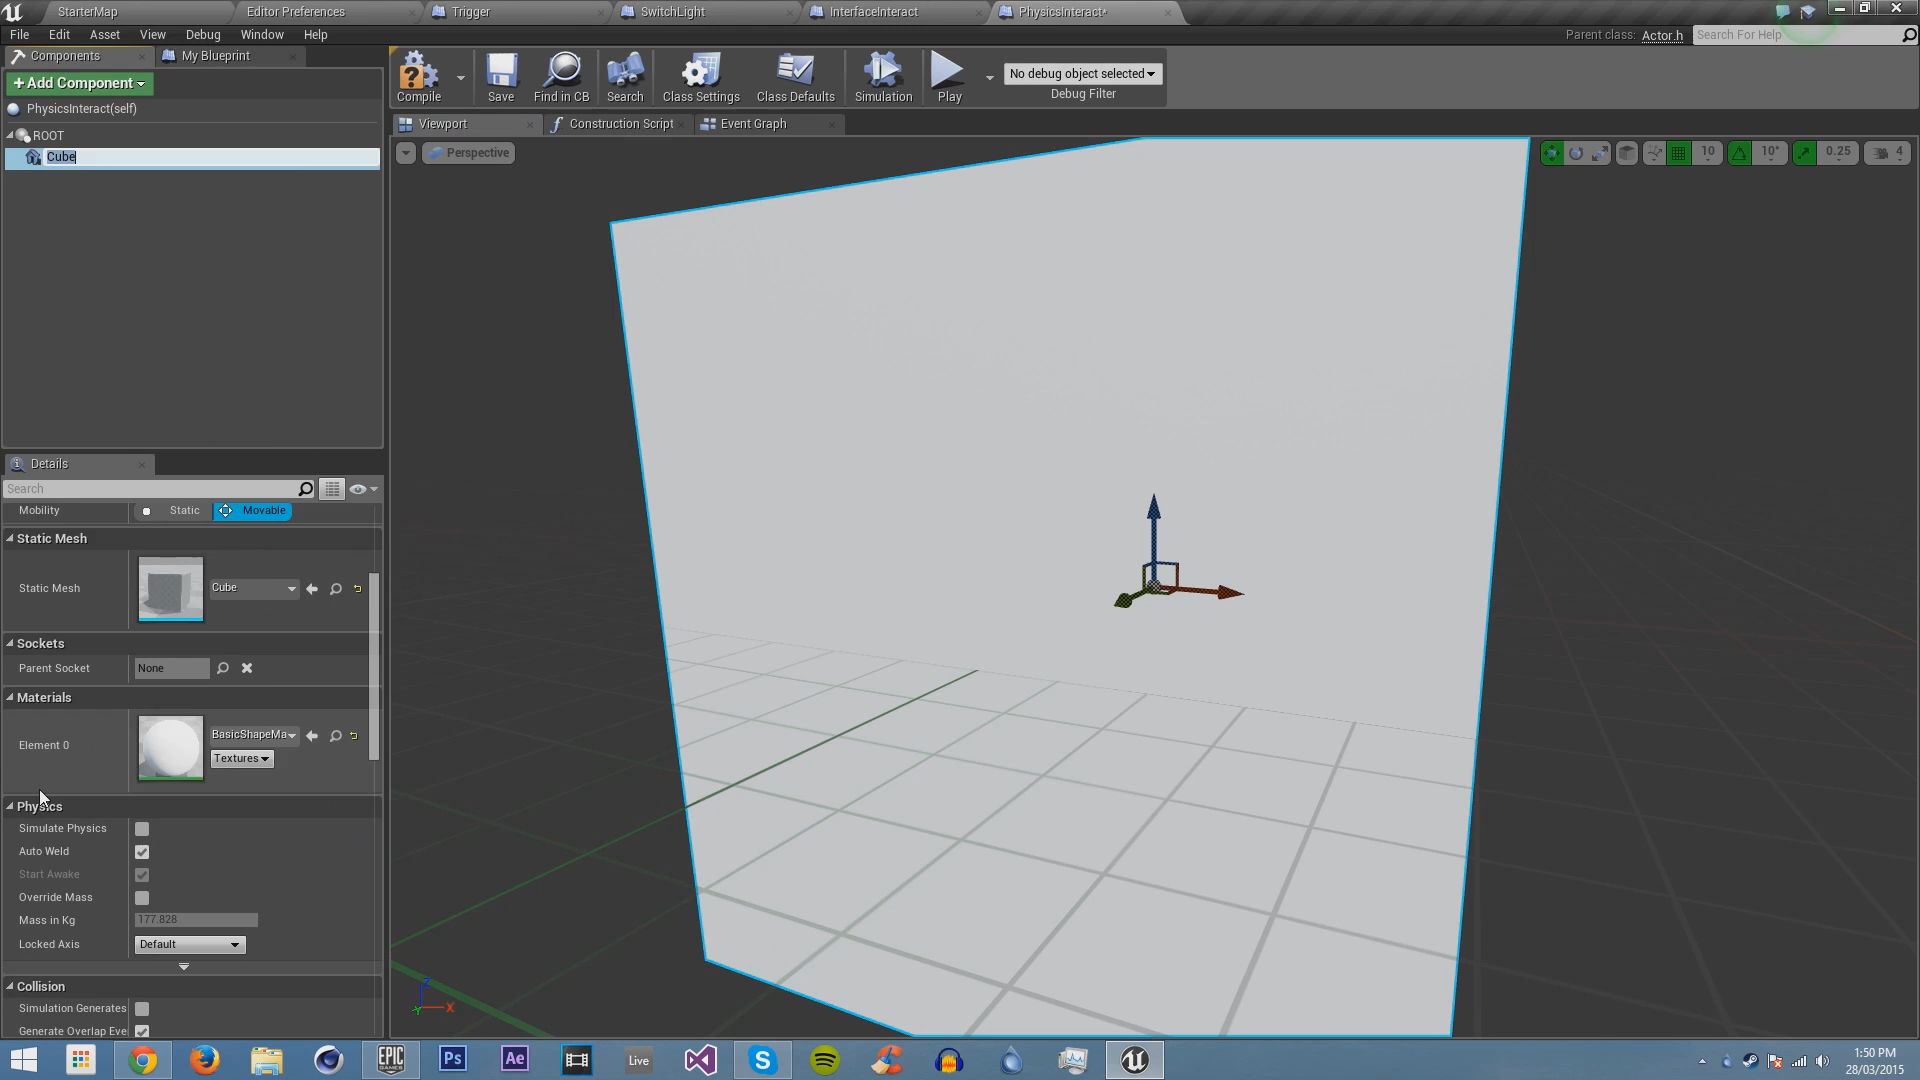 StarterMap
Editor Preferences
Trigger
SwitchLight
InterfaceInteract
PhysicsInteract*
File Edit Asset View Debug Window Help
Parent class: Actor.h
Search For Help
Components
My Blueprint
+Add Component
PhysicsInteract(self)
ROOT
Cube
Compile
Save
Find in CB
Search
Class Settings
Class Defaults
Simulation
Play
No debug object selected
Debug Filter
Viewport
Construction Script
Event Graph
Perspective
10
10°
0.25
4
Details
Search
Mobility
Static
Movable
Static Mesh
Static Mesh
Cube
Sockets
Parent Socket
None
Materials
Element 0
BasicShapeMa
Textures
Physics
Simulate Physics
Auto Weld
Start Awake
Override Mass
Mass in Kg
177.828
Locked Axis
Default
Collision
Simulation Generates
Generate Overlap Eve
Z
X
Y
EPIC
GAMES
Ps
Ae
Live
1:50 PM
28/03/2015